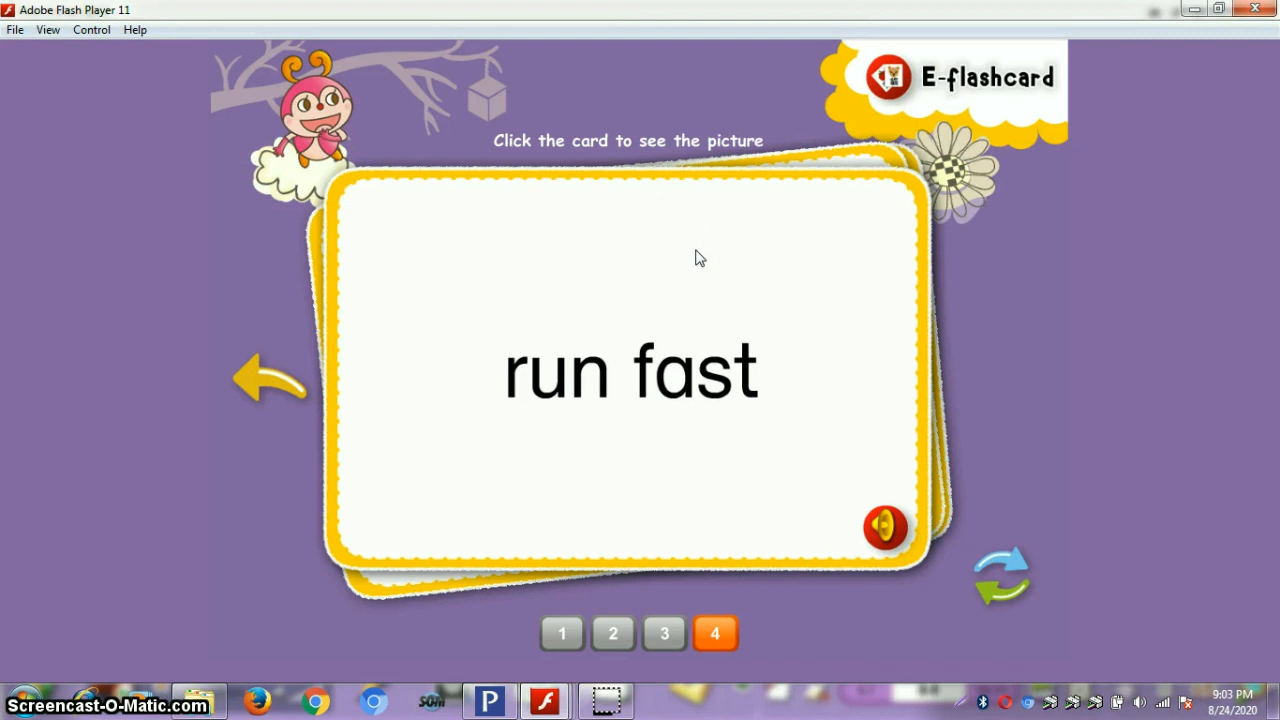 Adobe Flash Player 11
File View Control Help
E-flashcard
Click the card to see the picture
run fast
1 2 3 4
SOM P
9:03 PM
8/24/2020
Screencast-O-Matic.com